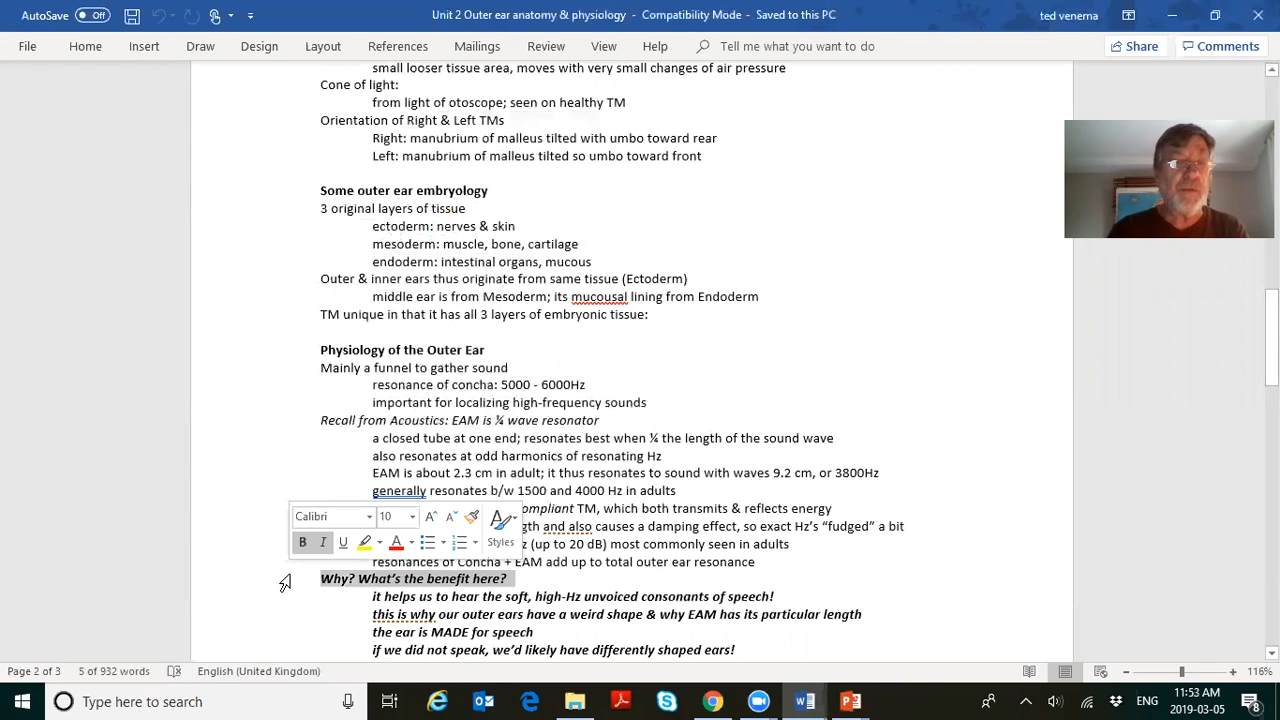 AutoSave Off
Unit 2 Outer ear anatomy & physiology - Compatibility Mode - Saved to this PC
ted venema
File Home Insert Draw Design Layout References Mailings Review View Help Tell me what you want to do Share Comments
small looser tissue area, moves with very small changes of air pressure
Cone of light:
from light of otoscope; seen on healthy TM
Orientation of Right & Left TMs
Right: manubrium of malleus tilted with umbo toward rear
Left: manubrium of malleus tilted so umbo toward front
Some outer ear embryology
3 original layers of tissue
ectoderm: nerves & skin
mesoderm: muscle, bone, cartilage
endoderm: intestinal organs, mucous
Outer & inner ears thus originate from same tissue (Ectoderm)
middle ear is from Mesoderm; its mucousal lining from Endoderm
TM unique in that it has all 3 layers of embryonic tissue:
Physiology of the Outer Ear
Mainly a funnel to gather sound
resonance of concha: 5000 - 6000Hz
important for localizing high-frequency sounds
Recall from Acoustics: EAM is ¼ wave resonator
a closed tube at one end; resonates best when ¼ the length of the sound wave
also resonates at odd harmonics of resonating Hz
EAM is about 2.3 cm in adult; it thus resonates to sound with waves 9.2 cm, or 3800Hz
generally resonates b/w 1500 and 4000 Hz in adults
compliant TM, which both transmits & reflects energy
Calibri 10
and also causes a damping effect, so exact Hz's "fudged" a bit
B I U A Styles
(up to 20 dB) most commonly seen in adults
resonances of Concha + EAM add up to total outer ear resonance
Why? What's the benefit here?
it helps us to hear the soft, high-Hz unvoiced consonants of speech!
this is why our outer ears have a weird shape & why EAM has its particular length
the ear is MADE for speech
if we did not speak, we'd likely have differently shaped ears!
Page 2 of 3 5 of 932 words English (United Kingdom) 116%
Type here to search
ENG
11:53 AM
2019-03-05
8